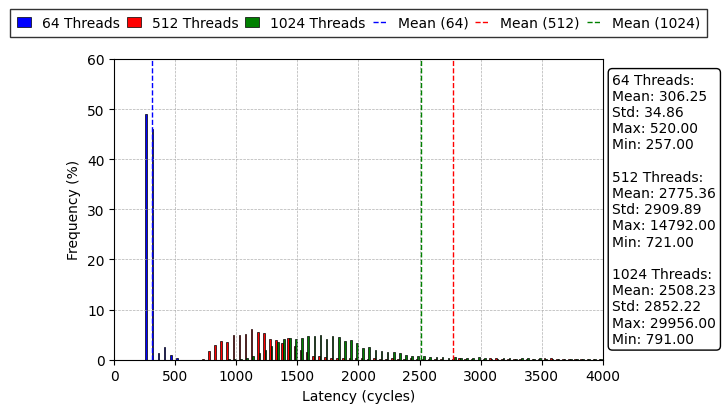 64 Threads 512 Threads 1024 Threads Mean (64) Mean (512) Mean (1024)
60
50
40
30
20
10
0
Frequency (%)
0 500 1000 1500 2000 2500 3000 3500 4000
Latency (cycles)
64 Threads:
Mean: 306.25
Std: 34.86
Max: 520.00
Min: 257.00
512 Threads:
Mean: 2775.36
Std: 2909.89
Max: 14792.00
Min: 721.00
1024 Threads:
Mean: 2508.23
Std: 2852.22
Max: 29956.00
Min: 791.00